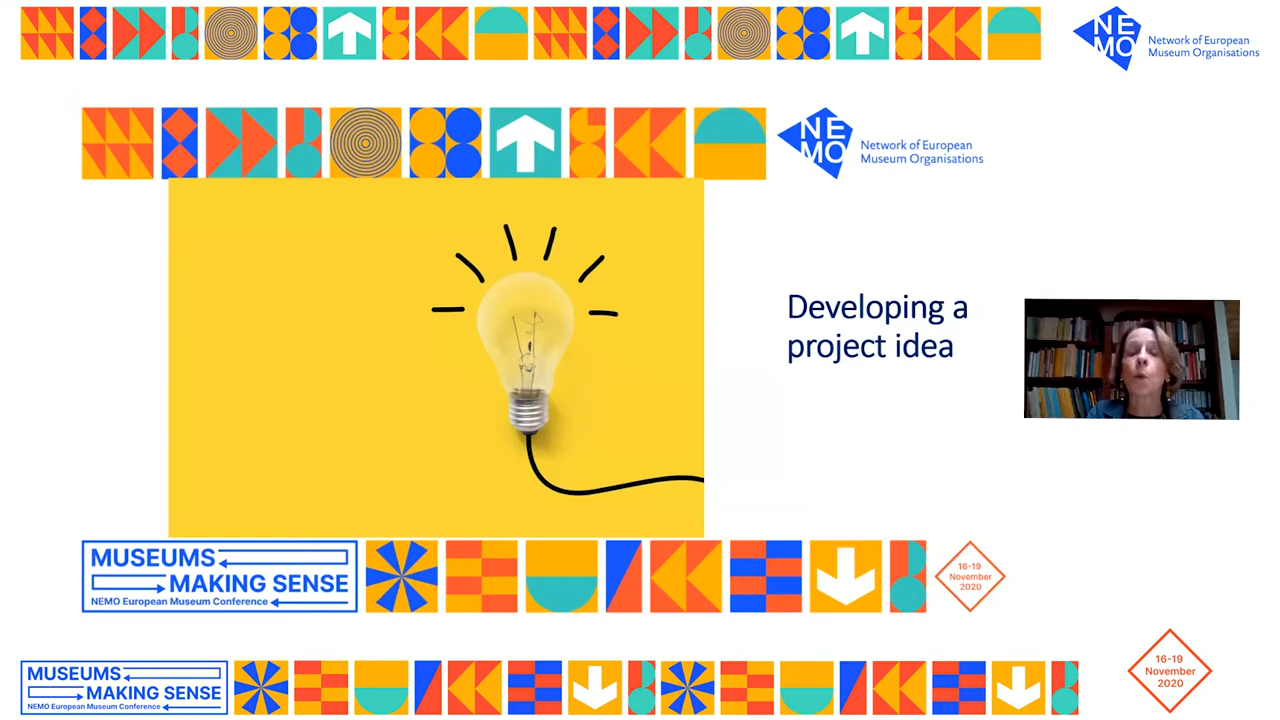 NE
MO
Network of European
Museum Organisations
NE
MO
Network of European
Museum Organisations
Developing a
project idea
MUSEUMS
MAKING SENSE
NEMO European Museum Conference
16-19
November
2020
MUSEUMS
MAKING SENSE
NEMO European Museum Conference
16-19
November
2020